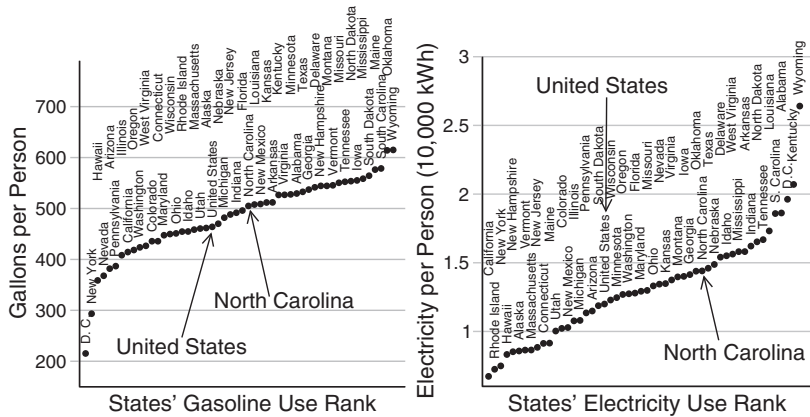 Gallons per Person
700
600
500
400
300
200
D. C.
New York
Hawaii
Nevada
Arizona
Pennsylvania
Illinois
California
Oregon
Washington
West Virginia
Colorado
Connecticut
Maryland
Wisconsin
Ohio
Rhode Island
Idaho
Massachusetts
Utah
Alaska
United States
Nebraska
Michigan
New Jersey
Indiana
Florida
North Carolina
Louisiana
New Mexico
Kansas
Arkansas
Kentucky
Virginia
Minnesota
Alabama
Texas
Georgia
Delaware
New Hampshire
Montana
Vermont
Missouri
Tennessee
North Dakota
Iowa
Mississippi
South Dakota
Maine
South Carolina
Oklahoma
Wyoming
North Carolina
United States
States' Gasoline Use Rank
Electricity per Person (10,000 kWh)
3
2.5
2
1.5
1
United States
California
Rhode Island
New York
Hawaii
New Hampshire
Alaska
Vermont
Massachusetts
New Jersey
Connecticut
Maine
Utah
Colorado
New Mexico
Illinois
Michigan
Pennsylvania
Arizona
South Dakota
United States
Wisconsin
Minnesota
Oregon
Washington
Florida
Maryland
Missouri
Ohio
Nevada
Kansas
Virginia
Montana
Iowa
Georgia
Oklahoma
North Carolina
Texas
Nebraska
Delaware
Idaho
West Virginia
Mississippi
Arkansas
Indiana
North Dakota
Tennessee
Louisiana
S. Carolina
Alabama
D.C.
Kentucky
Wyoming
North Carolina
States' Electricity Use Rank